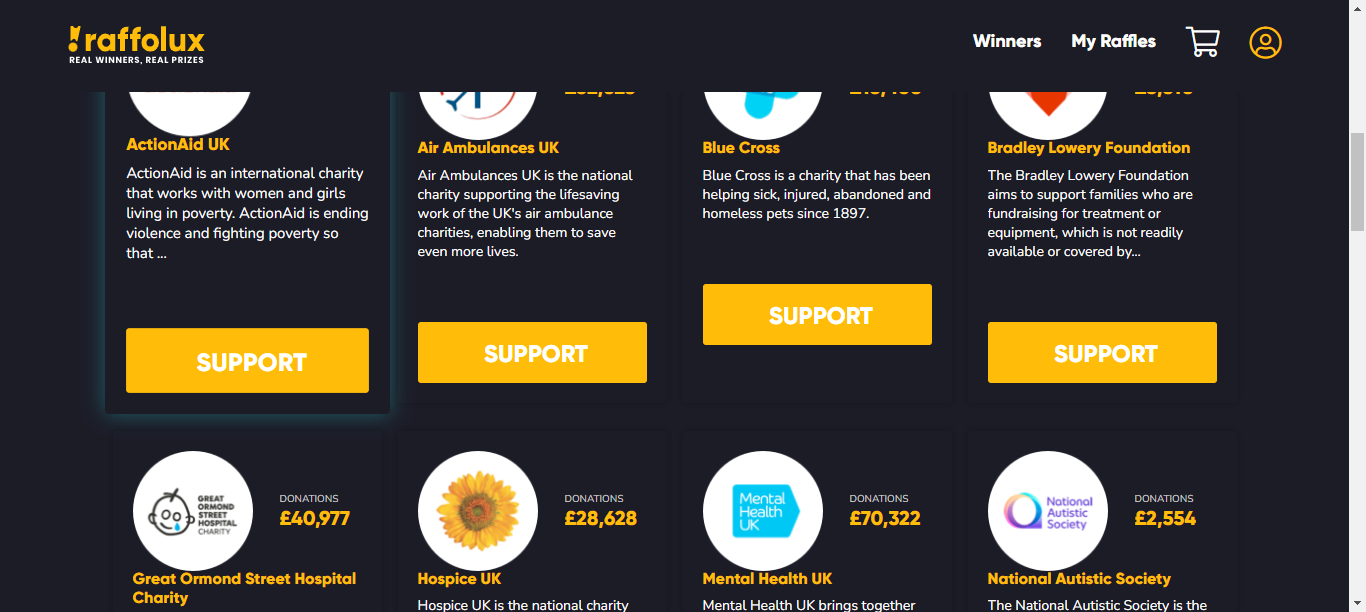 raffolux
REAL WINNERS, REAL PRIZES
Winners
My Raffles
ActionAid UK
ActionAid is an international charity
that works with women and girls
living in poverty. ActionAid is ending
violence and fighting poverty so
that ...
SUPPORT
Air Ambulances UK
Air Ambulances UK is the national
charity supporting the lifesaving
work of the UK's air ambulance
charities, enabling them to save
even more lives.
SUPPORT
Blue Cross
Blue Cross is a charity that has been
helping sick, injured, abandoned and
homeless pets since 1897.
SUPPORT
Bradley Lowery Foundation
The Bradley Lowery Foundation
aims to support families who are
fundraising for treatment or
equipment, which is not readily
available or covered by...
SUPPORT
GREAT
ORMOND
STREET
HOSPITAL
CHARITY
DONATIONS
£40,977
Great Ormond Street Hospital
Charity
DONATIONS
£28,628
Hospice UK
Hospice UK is the national charity
Mental
Health
UK
DONATIONS
£70,322
Mental Health UK
Mental Health UK brings together
National
Autistic
Society
DONATIONS
£2,554
National Autistic Society
The National Autistic Society is the